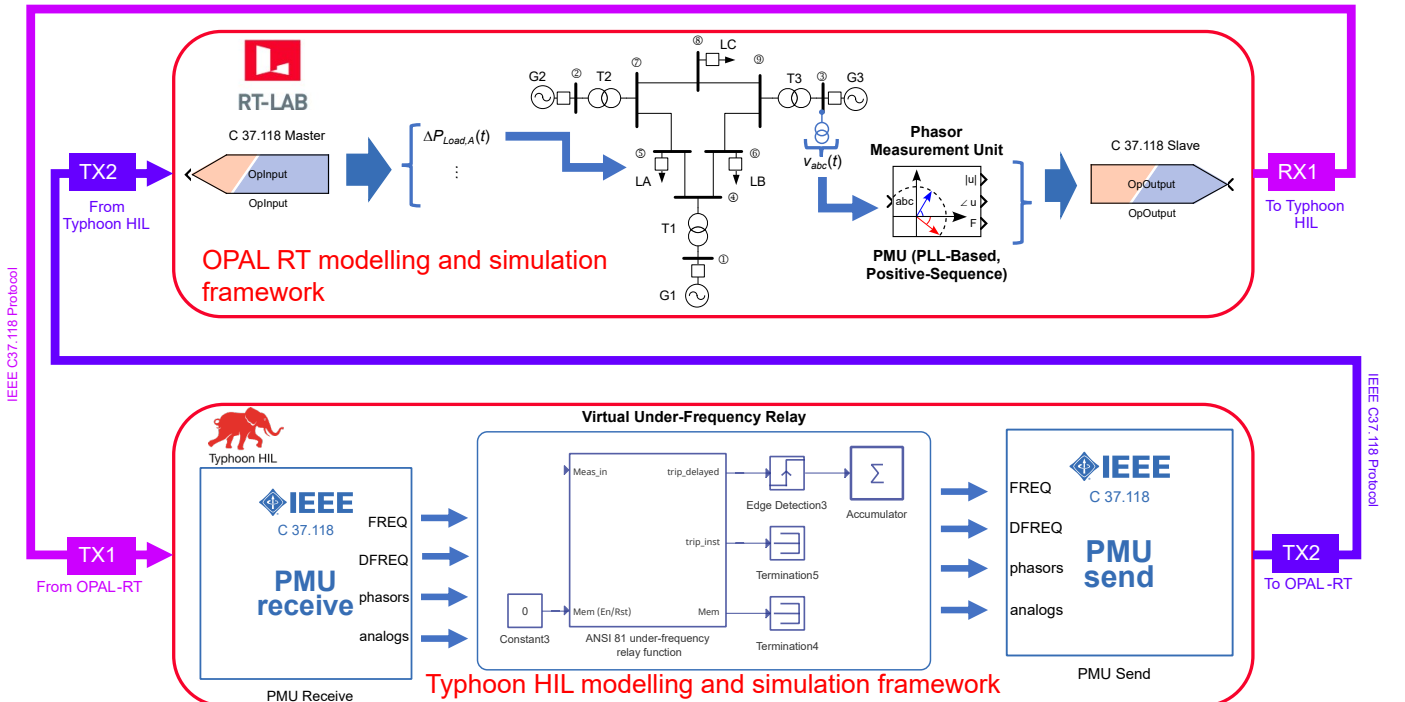 RT-LAB
C 37.118 Master
OpInput
OpInput
ΔP_Load,A(t)
⋮
G2
②
T2
⑦
⑧
LC
⑨
T3
③
G3
⑤
LA
⑥
LB
④
T1
①
G1
v_abc(t)
Phasor
Measurement Unit
abc
|u|
∠ u
F
PMU (PLL-Based,
Positive-Sequence)
C 37.118 Slave
OpOutput
OpOutput
TX2
From
Typhoon HIL
RX1
To Typhoon
HIL
OPAL RT modelling and simulation
framework
IEEE C37.118 Protocol
IEEE C37.118 Protocol
Typhoon HIL
IEEE
C 37.118
PMU
receive
FREQ
DFREQ
phasors
analogs
PMU Receive
TX1
From OPAL-RT
Virtual Under-Frequency Relay
Meas_in
trip_delayed
trip_inst
Mem (En/Rst)
Mem
0
Constant3
ANSI 81 under-frequency
relay function
Edge Detection3
Σ
Accumulator
Termination5
Termination4
FREQ
DFREQ
phasors
analogs
IEEE
C 37.118
PMU
send
PMU Send
TX2
To OPAL-RT
Typhoon HIL modelling and simulation framework